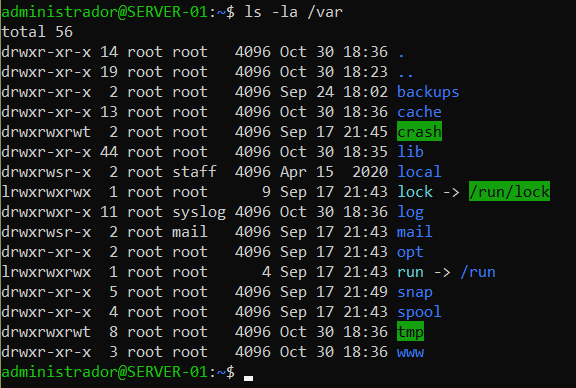 administrador@SERVER-01:~$ ls -la /var
total 56
drwxr-xr-x 14 root root   4096 Oct 30 18:36 .
drwxr-xr-x 19 root root   4096 Oct 30 18:23 ..
drwxr-xr-x  2 root root   4096 Sep 24 18:02 backups
drwxr-xr-x 13 root root   4096 Oct 30 18:36 cache
drwxrwxrwt  2 root root   4096 Sep 17 21:45 crash
drwxr-xr-x 44 root root   4096 Oct 30 18:35 lib
drwxrwsr-x  2 root staff  4096 Apr 15  2020 local
lrwxrwxrwx  1 root root      9 Sep 17 21:43 lock -> /run/lock
drwxrwxr-x 11 root syslog 4096 Oct 30 18:36 log
drwxrwsr-x  2 root mail   4096 Sep 17 21:43 mail
drwxr-xr-x  2 root root   4096 Sep 17 21:43 opt
lrwxrwxrwx  1 root root      4 Sep 17 21:43 run -> /run
drwxr-xr-x  5 root root   4096 Sep 17 21:49 snap
drwxr-xr-x  4 root root   4096 Sep 17 21:43 spool
drwxrwxrwt  8 root root   4096 Oct 30 18:36 tmp
drwxr-xr-x  3 root root   4096 Oct 30 18:36 www
administrador@SERVER-01:~$